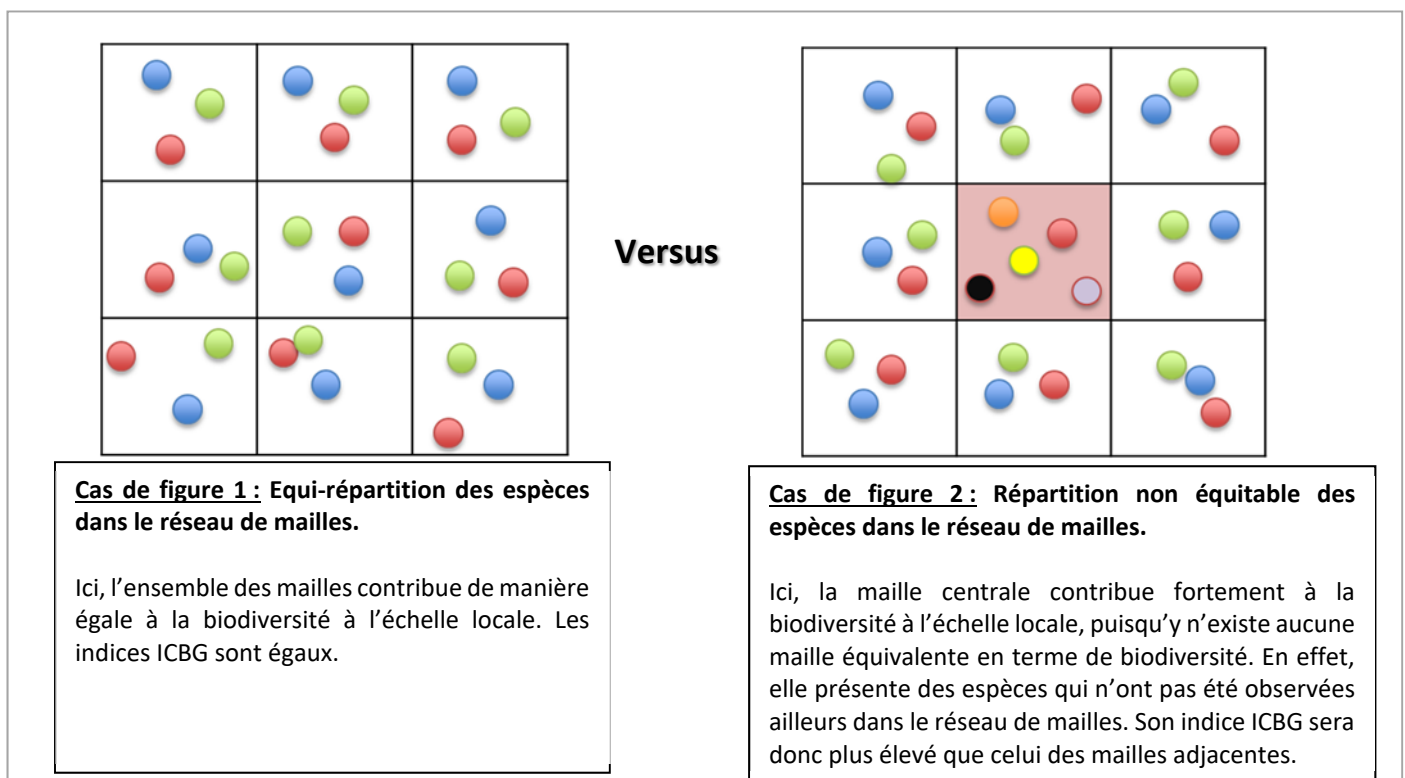 Versus
Cas de figure 1 : Equi-répartition des espèces
dans le réseau de mailles.
Ici, l’ensemble des mailles contribue de manière
égale à la biodiversité à l’échelle locale. Les
indices ICBG sont égaux.
Cas de figure 2 : Répartition non équitable des
espèces dans le réseau de mailles.
Ici, la maille centrale contribue fortement à la
biodiversité à l’échelle locale, puisqu’y n’existe aucune
maille équivalente en terme de biodiversité. En effet,
elle présente des espèces qui n’ont pas été observées
ailleurs dans le réseau de mailles. Son indice ICBG sera
donc plus élevé que celui des mailles adjacentes.